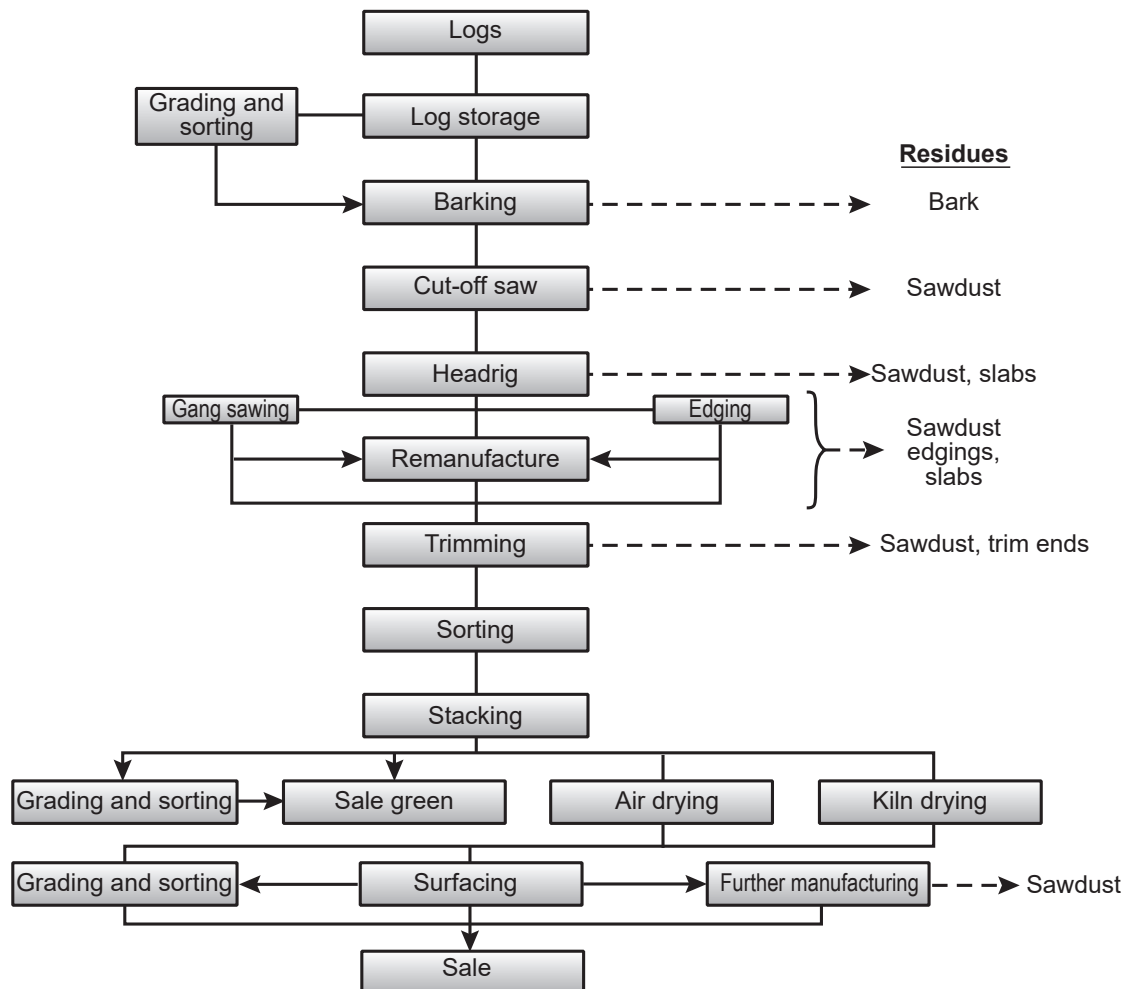 Logs
Grading and
sorting
Log storage
Residues
Barking
Bark
Cut-off saw
Sawdust
Headrig
Sawdust, slabs
Gang sawing
Edging
Remanufacture
Sawdust
edgings,
slabs
Trimming
Sawdust, trim ends
Sorting
Stacking
Grading and sorting
Sale green
Air drying
Kiln drying
Grading and sorting
Surfacing
Further manufacturing
Sawdust
Sale